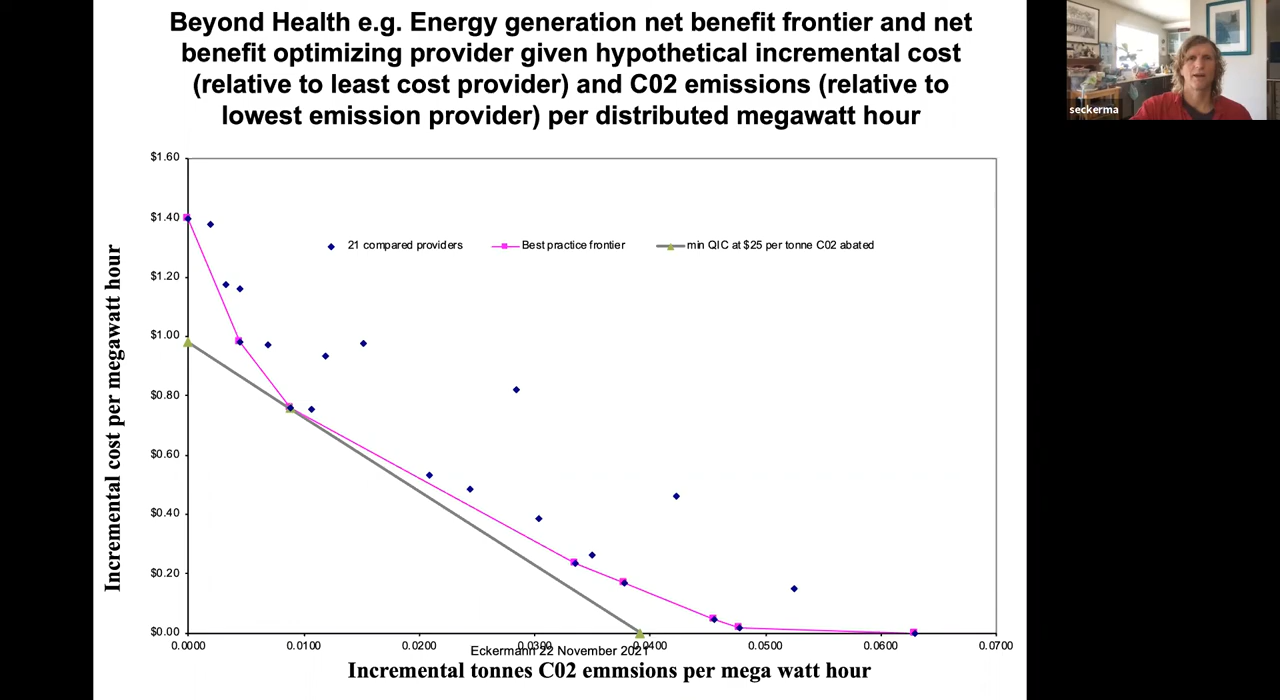 Beyond Health e.g. Energy generation net benefit frontier and net
benefit optimizing provider given hypothetical incremental cost
(relative to least cost provider) and C02 emissions (relative to
lowest emission provider) per distributed megawatt hour
seckerma
$1.60
$1.40
$1.20
$1.00
$0.80
$0.60
$0.40
$0.20
$0.00
21 compared providers
Best practice frontier
min QIC at $25 per tonne C02 abated
Incremental cost per megawatt hour
0.0000 0.0100 0.0200 0.0300 0.0400 0.0500 0.0600 0.0700
Eckermann 22 November 2021
Incremental tonnes C02 emmsions per mega watt hour